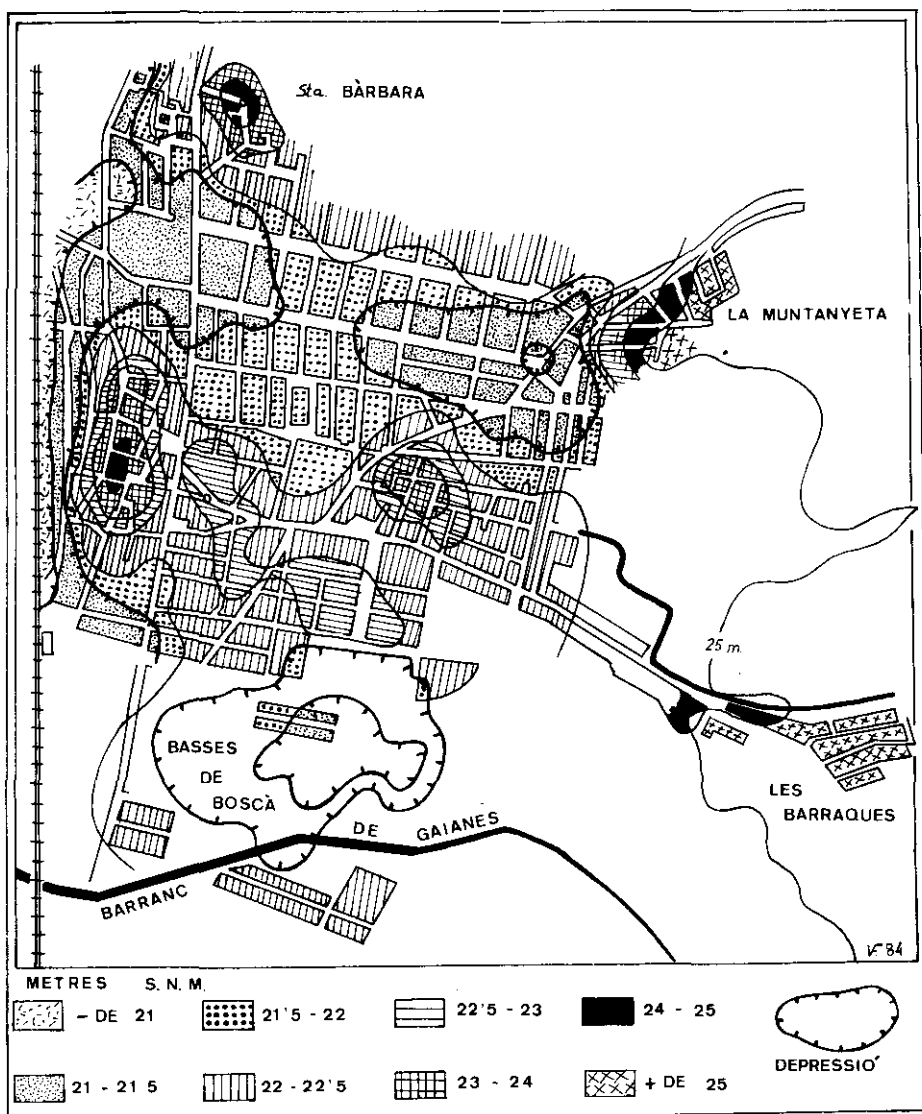 Sta. BÀRBARA
LA MUNTANYETA
25 m.
BASSES
DE
BOSCÀ
LES
BARRAQUES
BARRANC DE GAIANES
V.F 84
METRES S. N. M.
- DE 21
21'5 - 22
22'5 - 23
24 - 25
DEPRESSIÓ
21 - 21 5
22 - 22'5
23 - 24
+ DE 25